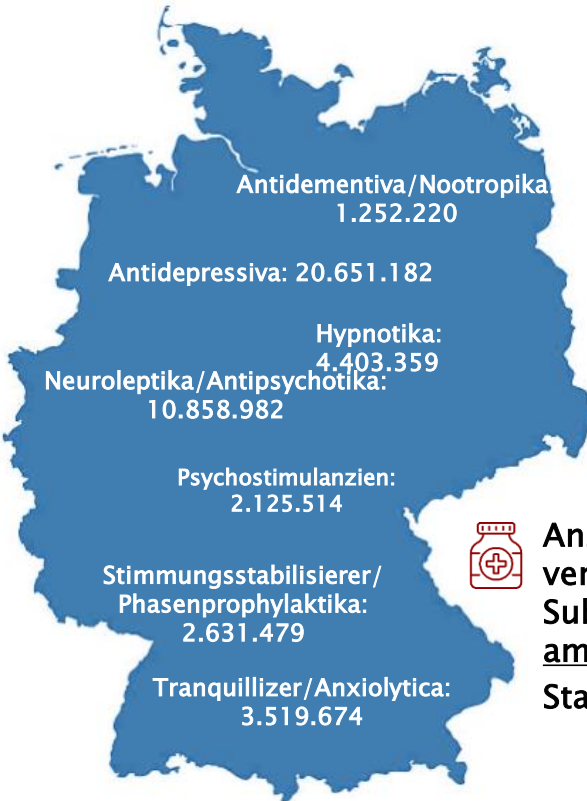 Antidementiva/Nootropika:
1.252.220
Antidepressiva: 20.651.182
Hypnotika:
4.403.359
Neuroleptika/Antipsychotika:
10.858.982
Psychostimulanzien:
2.125.514
Stimmungsstabilisierer/
Phasenprophylaktika:
2.631.479
Tranquillizer/Anxiolytica:
3.519.674